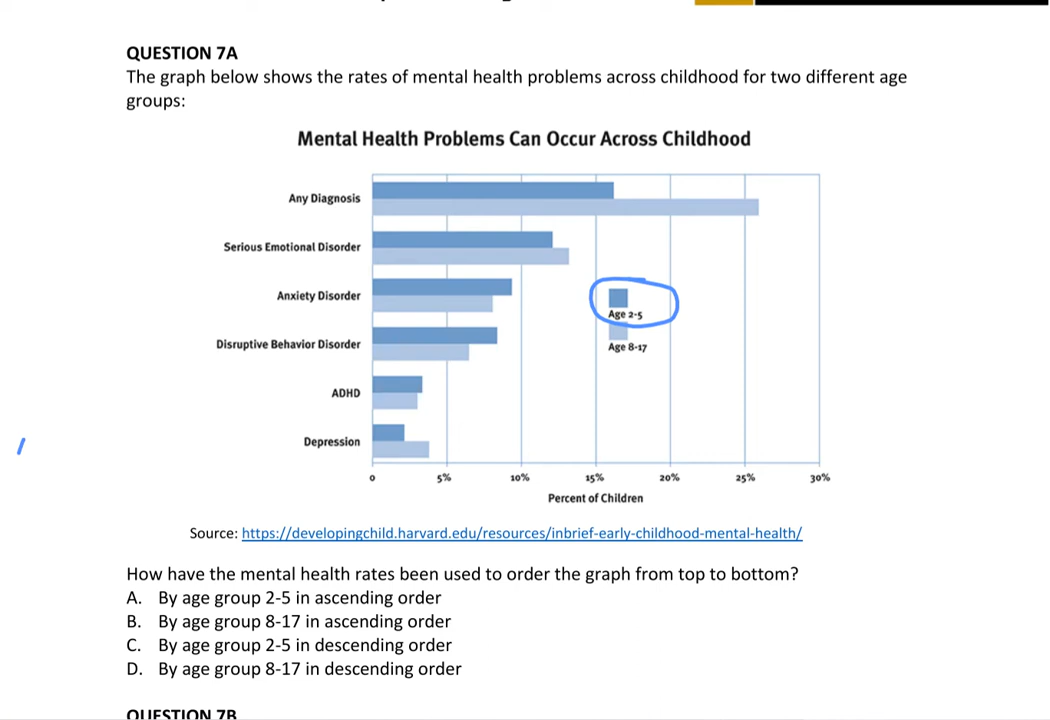 QUESTION 7A
The graph below shows the rates of mental health problems across childhood for two different age
groups:
Mental Health Problems Can Occur Across Childhood
Any Diagnosis
Serious Emotional Disorder
Anxiety Disorder
Age 2-5
Disruptive Behavior Disorder
Age 8-17
ADHD
Depression
0 5% 10% 15% 20% 25% 30%
Percent of Children
Source: https://developingchild.harvard.edu/resources/inbrief-early-childhood-mental-health/
How have the mental health rates been used to order the graph from top to bottom?
A. By age group 2-5 in ascending order
B. By age group 8-17 in ascending order
C. By age group 2-5 in descending order
D. By age group 8-17 in descending order
QUESTION 7B